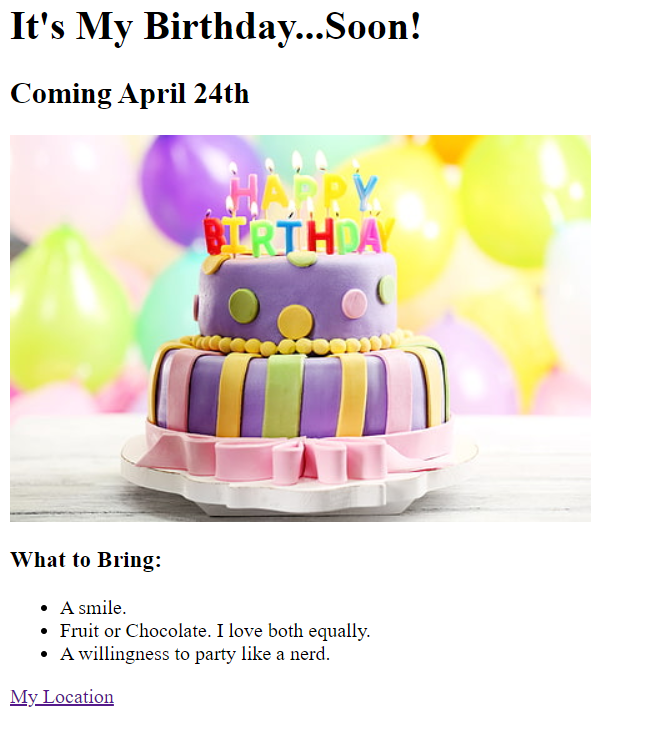 It's My Birthday...Soon!
Coming April 24th
HAPPY
BIRTHDAY
What to Bring:
A smile.
Fruit or Chocolate. I love both equally.
A willingness to party like a nerd.
My Location